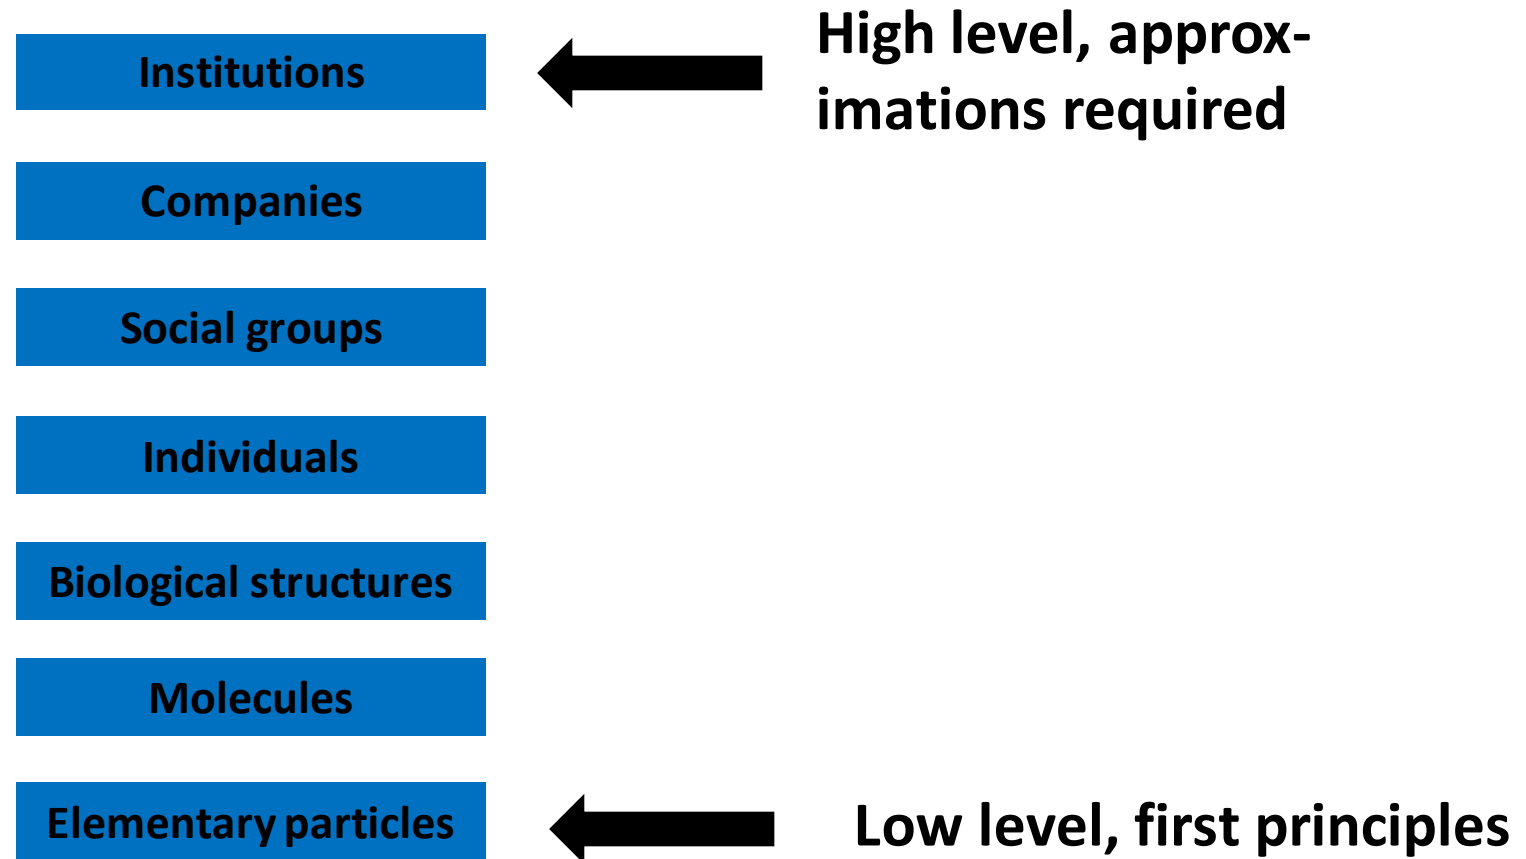 Institutions
High level, approx-
imations required
Companies
Social groups
Individuals
Biological structures
Molecules
Elementary particles
Low level, first principles